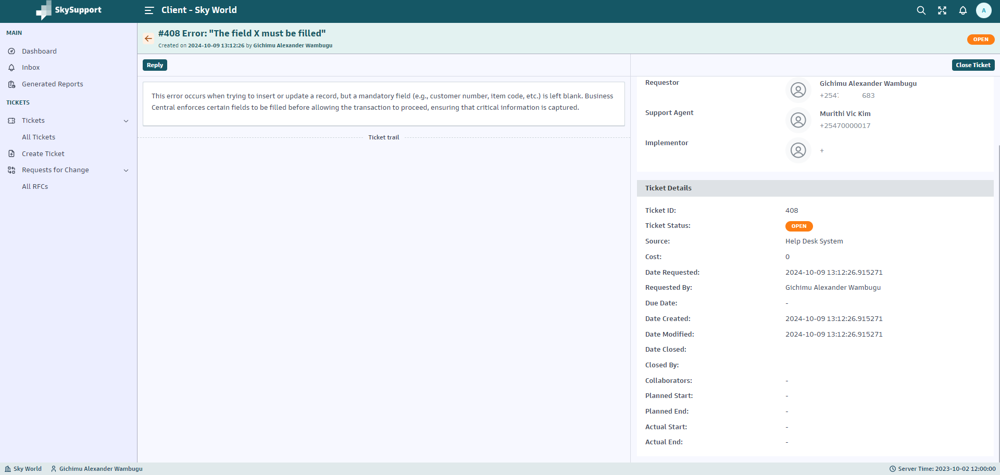 SkySupport
Client - Sky World
A
MAIN
Dashboard
Inbox
Generated Reports
TICKETS
Tickets
All Tickets
Create Ticket
Requests for Change
All RFCs
#408 Error: "The field X must be filled"
Created on 2024-10-09 13:12:26 by Gichimu Alexander Wambugu
OPEN
Reply
Close Ticket
This error occurs when trying to insert or update a record, but a mandatory field (e.g., customer number, item code, etc.) is left blank. Business
Central enforces certain fields to be filled before allowing the transaction to proceed, ensuring that critical information is captured.
Ticket trail
Requestor
Gichimu Alexander Wambugu
+2547 683
Support Agent
Murithi Vic Kim
+25470000017
Implementor
+
Ticket Details
Ticket ID: 408
Ticket Status: OPEN
Source: Help Desk System
Cost: 0
Date Requested: 2024-10-09 13:12:26.915271
Requested By: Gichimu Alexander Wambugu
Due Date: -
Date Created: 2024-10-09 13:12:26.915271
Date Modified: 2024-10-09 13:12:26.915271
Date Closed:
Closed By:
Collaborators: -
Planned Start: -
Planned End: -
Actual Start: -
Actual End: -
Sky World
Gichimu Alexander Wambugu
Server Time: 2023-10-02 12:00:00